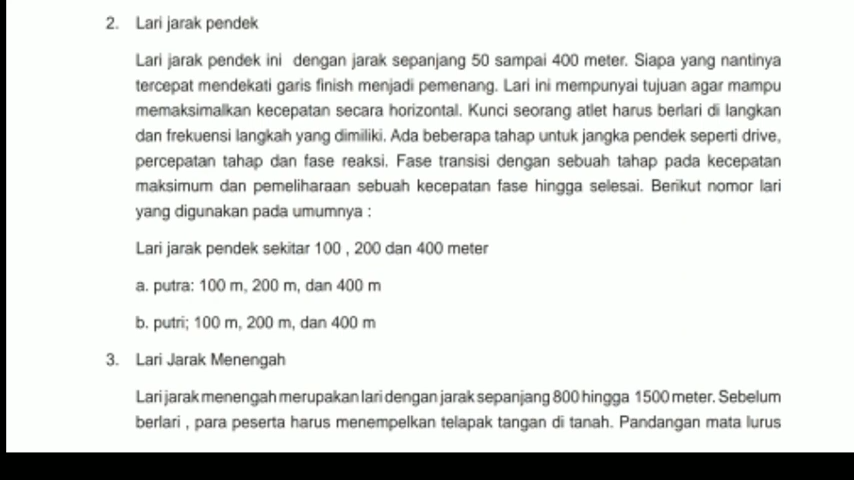 2. Lari jarak pendek
Lari jarak pendek ini dengan jarak sepanjang 50 sampai 400 meter. Siapa yang nantinya
tercepat mendekati garis finish menjadi pemenang. Lari ini mempunyai tujuan agar mampu
memaksimalkan kecepatan secara horizontal. Kunci seorang atlet harus berlari di langkan
dan frekuensi langkah yang dimiliki. Ada beberapa tahap untuk jangka pendek seperti drive,
percepatan tahap dan fase reaksi. Fase transisi dengan sebuah tahap pada kecepatan
maksimum dan pemeliharaan sebuah kecepatan fase hingga selesai. Berikut nomor lari
yang digunakan pada umumnya :
Lari jarak pendek sekitar 100 , 200 dan 400 meter
a. putra: 100 m, 200 m, dan 400 m
b. putri; 100 m, 200 m, dan 400 m
3. Lari Jarak Menengah
Lari jarak menengah merupakan lari dengan jarak sepanjang 800 hingga 1500 meter. Sebelum
berlari , para peserta harus menempelkan telapak tangan di tanah. Pandangan mata lurus